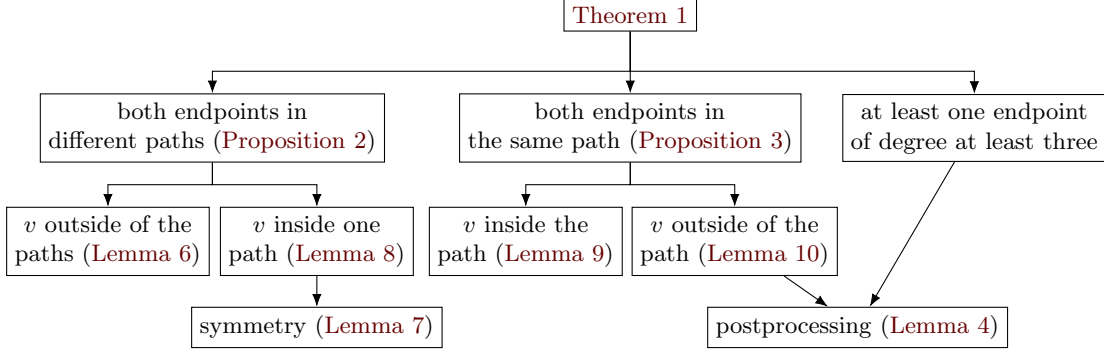 Theorem 1
both endpoints in
different paths (Proposition 2)
both endpoints in
the same path (Proposition 3)
at least one endpoint
of degree at least three
v outside of the
paths (Lemma 6)
v inside one
path (Lemma 8)
v inside the
path (Lemma 9)
v outside of the
path (Lemma 10)
symmetry (Lemma 7)
postprocessing (Lemma 4)